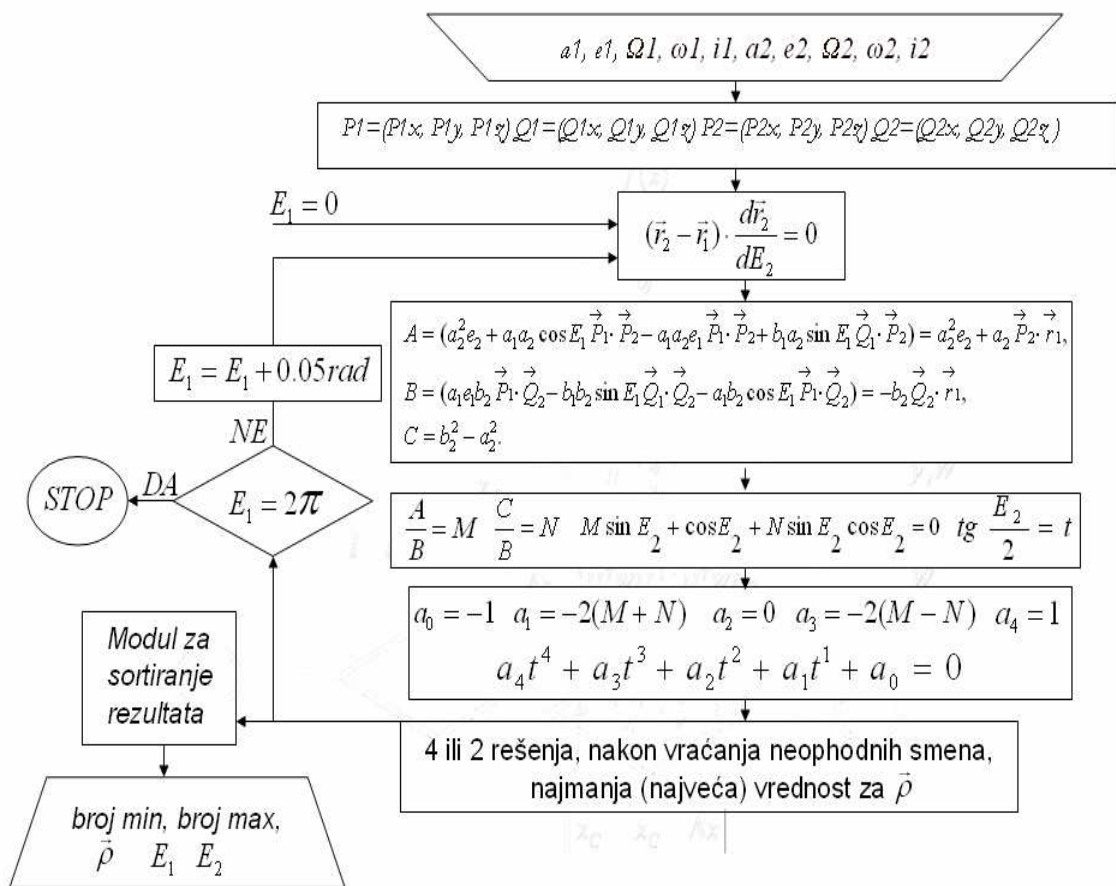 a1, e1, Ω1, ω1, i1, a2, e2, Ω2, ω2, i2
P1=(P1x, P1y, P1z) Q1=(Q1x, Q1y, Q1z) P2=(P2x, P2y, P2z) Q2=(Q2x, Q2y, Q2z )
E₁ = 0
(r⃗₂ − r⃗₁) · dr⃗₂/dE₂ = 0
A = (a₂²e₂ + a₁a₂ cos E₁ P⃗₁· P⃗₂ − a₁a₂e₁ P⃗₁· P⃗₂ + b₁a₂ sin E₁ Q⃗₁· P⃗₂) = a₂²e₂ + a₂ P⃗₂· r⃗₁,
B = (a₁e₁b₂ P⃗₁· Q⃗₂ − b₁b₂ sin E₁ Q⃗₁· Q⃗₂ − a₁b₂ cos E₁ P⃗₁· Q⃗₂) = −b₂ Q⃗₂· r⃗₁,
C = b₂² − a₂².
E₁ = E₁ + 0.05rad
NE
STOP
DA
E₁ = 2π
A/B = M C/B = N M sin E₂ + cosE₂ + N sin E₂ cosE₂ = 0 tg E₂/2 = t
a₀ = −1 a₁ = −2(M + N) a₂ = 0 a₃ = −2(M − N) a₄ = 1
a₄t⁴ + a₃t³ + a₂t² + a₁t¹ + a₀ = 0
Modul za
sortiranje
rezultata
4 ili 2 rešenja, nakon vraćanja neophodnih smena,
najmanja (najveća) vrednost za ρ⃗
broj min, broj max,
ρ⃗ E₁ E₂